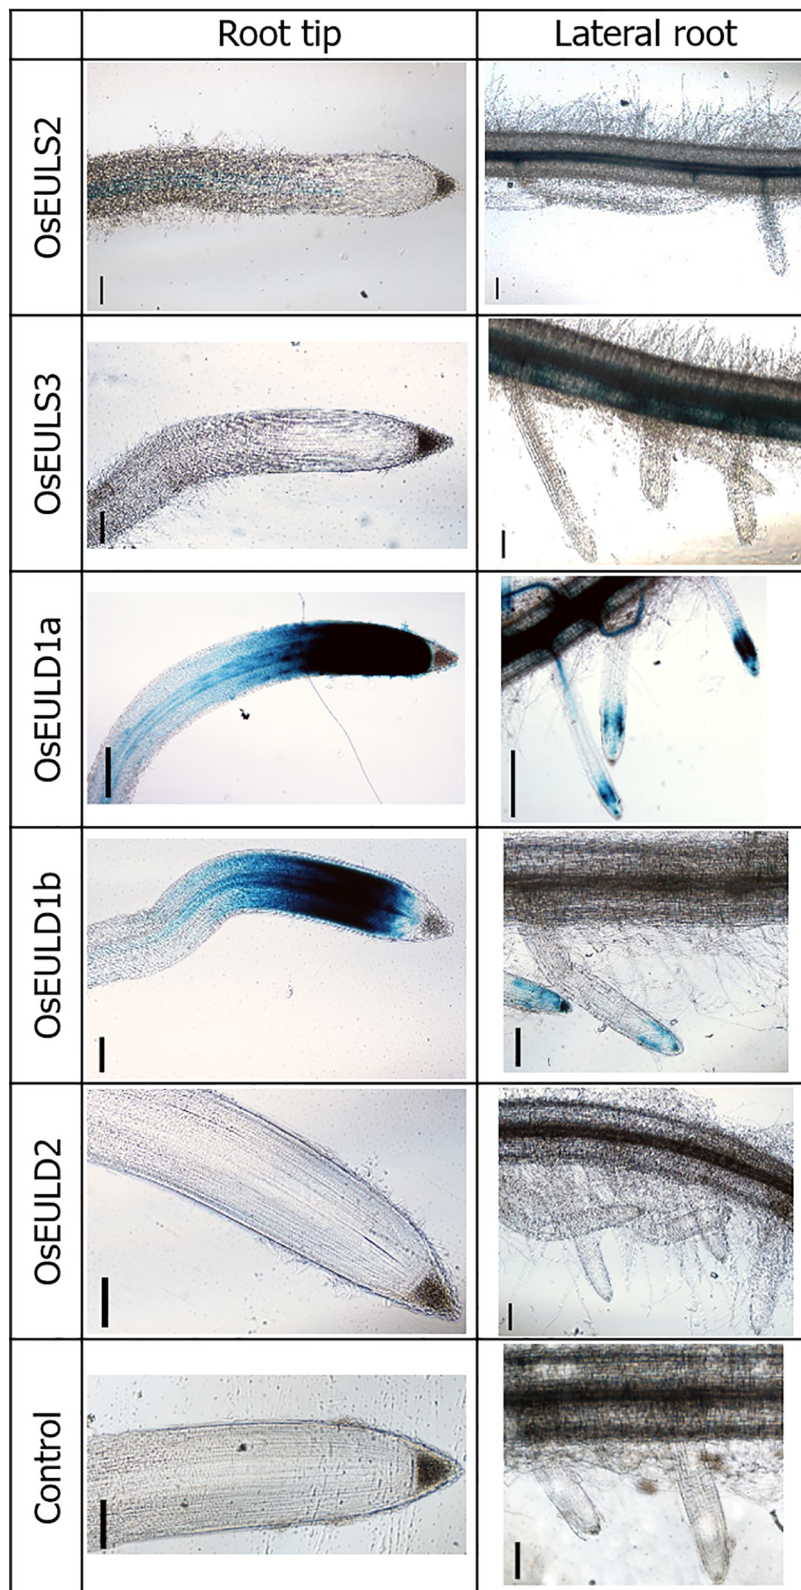 Root tip
Lateral root
OsEULS2
OsEULS3
OsEULD1a
OsEULD1b
OsEULD2
Control